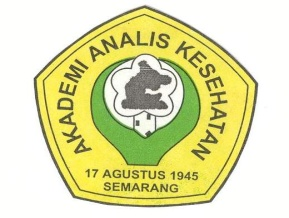 AKADEMI ANALIS KESEHATAN
17 AGUSTUS 1945
SEMARANG